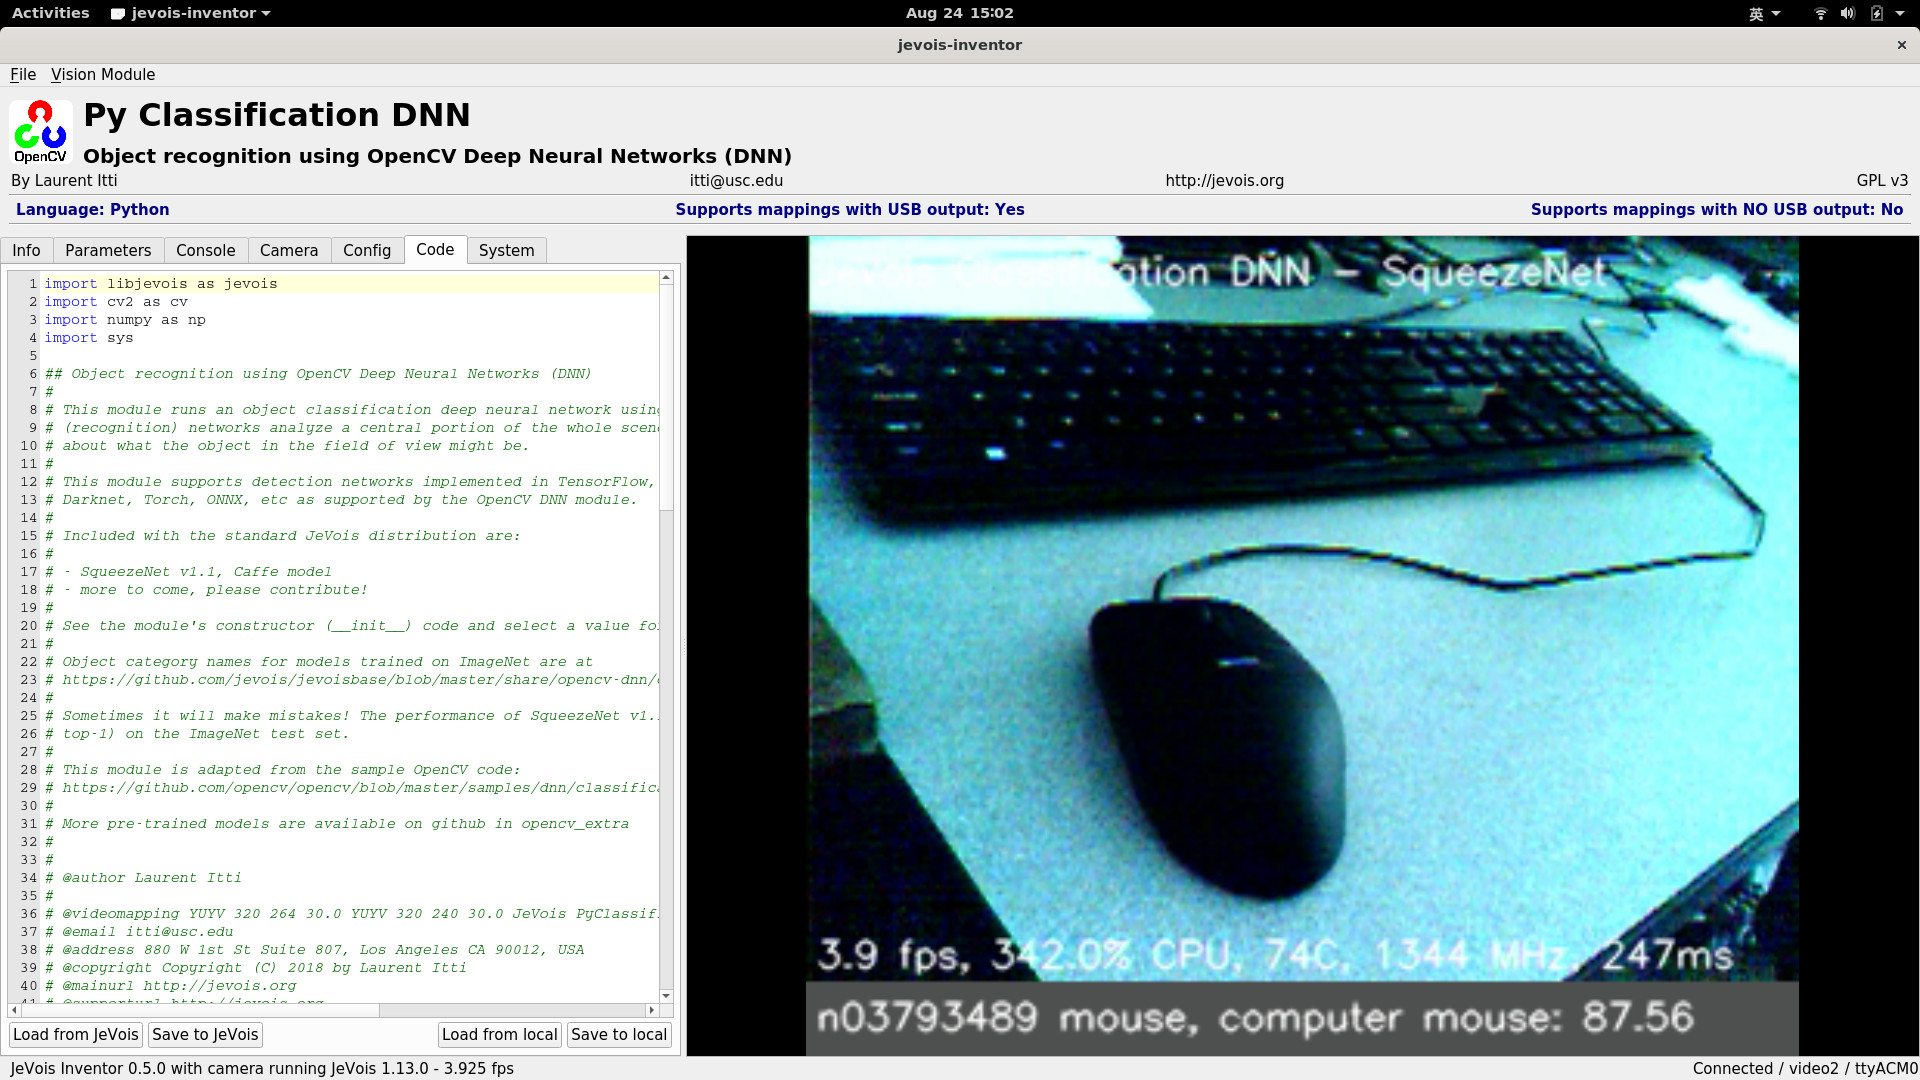 Activities jevois-inventor Aug 24 15:02 英
jevois-inventor ×
File Vision Module
OpenCV
Py Classification DNN
Object recognition using OpenCV Deep Neural Networks (DNN)
By Laurent Itti itti@usc.edu http://jevois.org GPL v3
Language: Python Supports mappings with USB output: Yes Supports mappings with NO USB output: No
Info Parameters Console Camera Config Code System
1 import libjevois as jevois
2 import cv2 as cv
3 import numpy as np
4 import sys
5
6 ## Object recognition using OpenCV Deep Neural Networks (DNN)
7 #
8 # This module runs an object classification deep neural network using
9 # (recognition) networks analyze a central portion of the whole scen
10 # about what the object in the field of view might be.
11 #
12 # This module supports detection networks implemented in TensorFlow,
13 # Darknet, Torch, ONNX, etc as supported by the OpenCV DNN module.
14 #
15 # Included with the standard JeVois distribution are:
16 #
17 # - SqueezeNet v1.1, Caffe model
18 # - more to come, please contribute!
19 #
20 # See the module's constructor (__init__) code and select a value fo
21 #
22 # Object category names for models trained on ImageNet are at
23 # https://github.com/jevois/jevoisbase/blob/master/share/opencv-dnn/
24 #
25 # Sometimes it will make mistakes! The performance of SqueezeNet v1.
26 # top-1) on the ImageNet test set.
27 #
28 # This module is adapted from the sample OpenCV code:
29 # https://github.com/opencv/opencv/blob/master/samples/dnn/classific
30 #
31 # More pre-trained models are available on github in opencv_extra
32 #
33 #
34 # @author Laurent Itti
35 #
36 # @videomapping YUYV 320 264 30.0 YUYV 320 240 30.0 JeVois PyClassif
37 # @email itti@usc.edu
38 # @address 880 W 1st St Suite 807, Los Angeles CA 90012, USA
39 # @copyright Copyright (C) 2018 by Laurent Itti
40 # @mainurl http://jevois.org
41 # @supporturl http://jevois.org
Load from JeVois Save to JeVois Load from local Save to local
JeVois Classification DNN - SqueezeNet
3.9 fps, 342.0% CPU, 74C, 1344 MHz, 247ms
n03793489 mouse, computer mouse: 87.56
JeVois Inventor 0.5.0 with camera running JeVois 1.13.0 - 3.925 fps Connected / video2 / ttyACM0